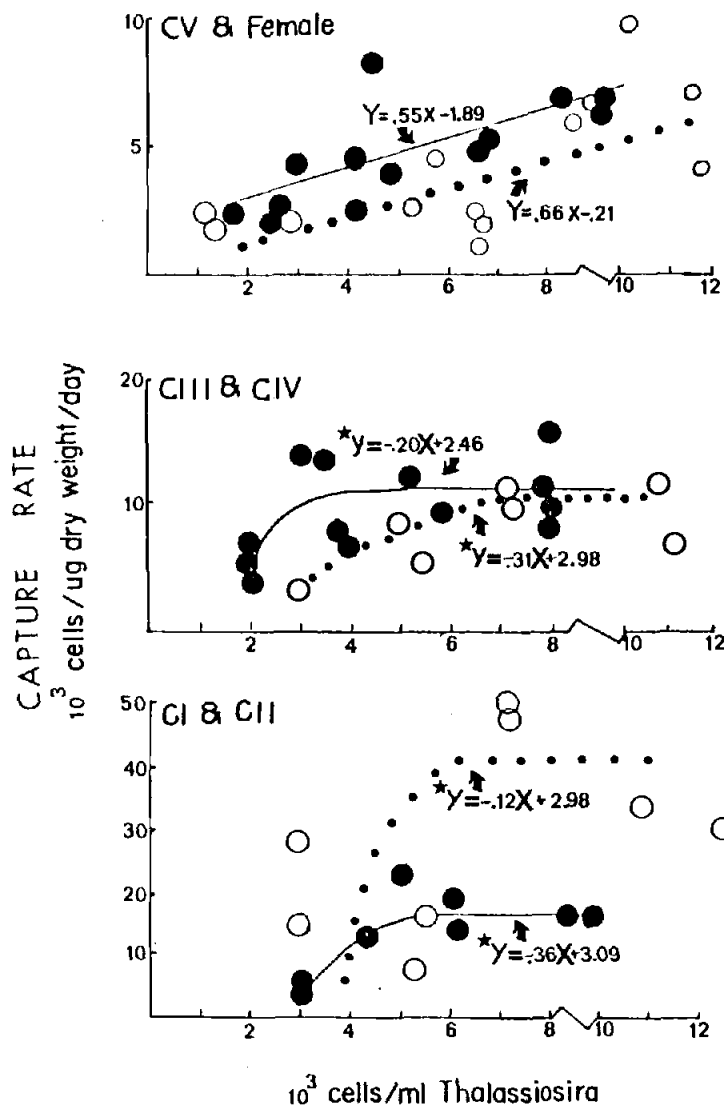 CV & Female
10
5
0
Y=.55X-1.89
Y=.66X-.21
2 4 6 8 10 12
CAPTURE RATE
10³ cells/ug dry weight/day
CIII & CIV
20
10
0
★Y=-.20X+2.46
★Y=-.31X+2.98
2 4 6 8 10 12
CI & CII
50
40
30
20
10
★Y=-.12X+2.98
★Y=-.36X+3.09
2 4 6 8 10 12
10³ cells/ml Thalassiosira